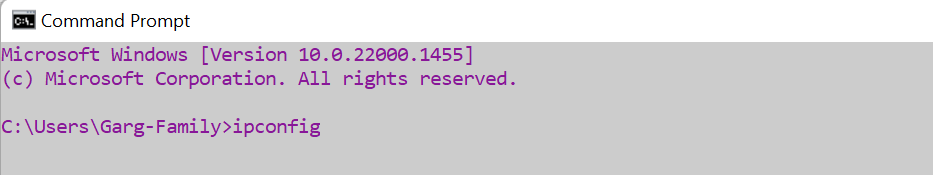 Command Prompt
Microsoft Windows [Version 10.0.22000.1455]
(c) Microsoft Corporation. All rights reserved.
C:\Users\Garg-Family>ipconfig